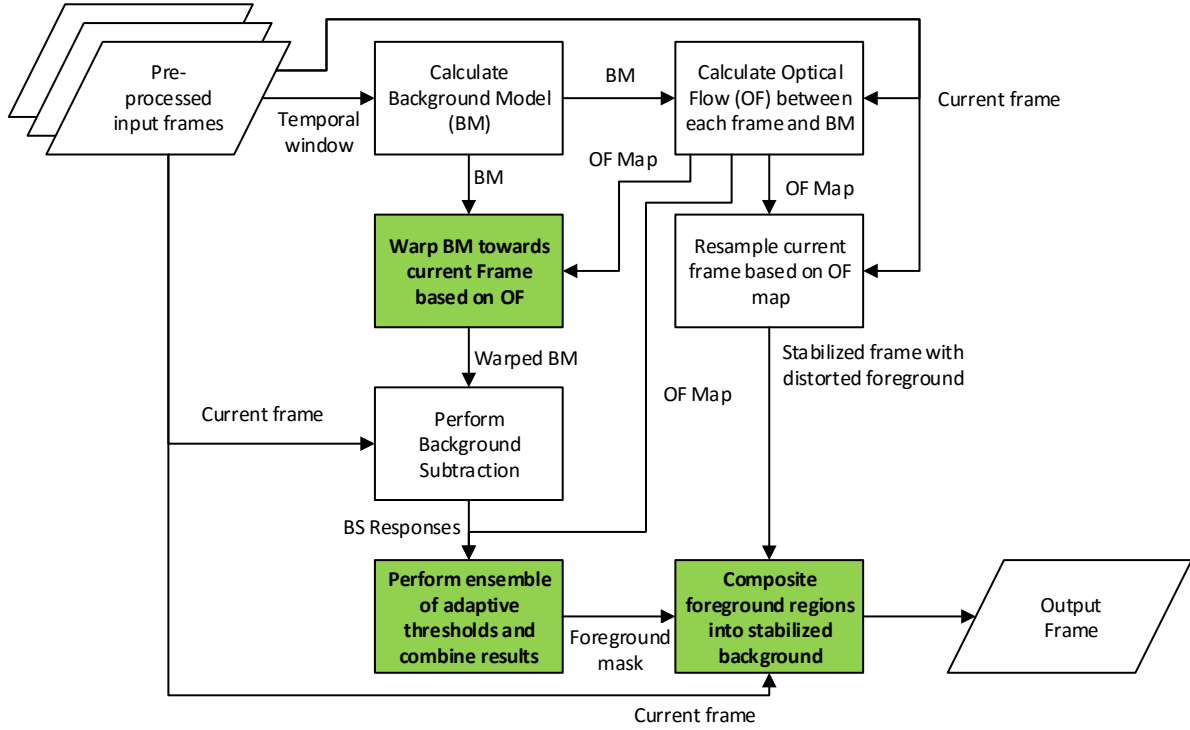 Pre-
processed
input frames
Temporal
window
Calculate
Background Model
(BM)
BM
Calculate Optical
Flow (OF) between
each frame and BM
Current frame
BM
OF Map
OF Map
Warp BM towards
current Frame
based on OF
Resample current
frame based on OF
map
Warped BM
Stabilized frame with
distorted foreground
OF Map
Current frame
Perform
Background
Subtraction
BS Responses
Perform ensemble
of adaptive
thresholds and
combine results
Foreground
mask
Composite
foreground regions
into stabilized
background
Output
Frame
Current frame